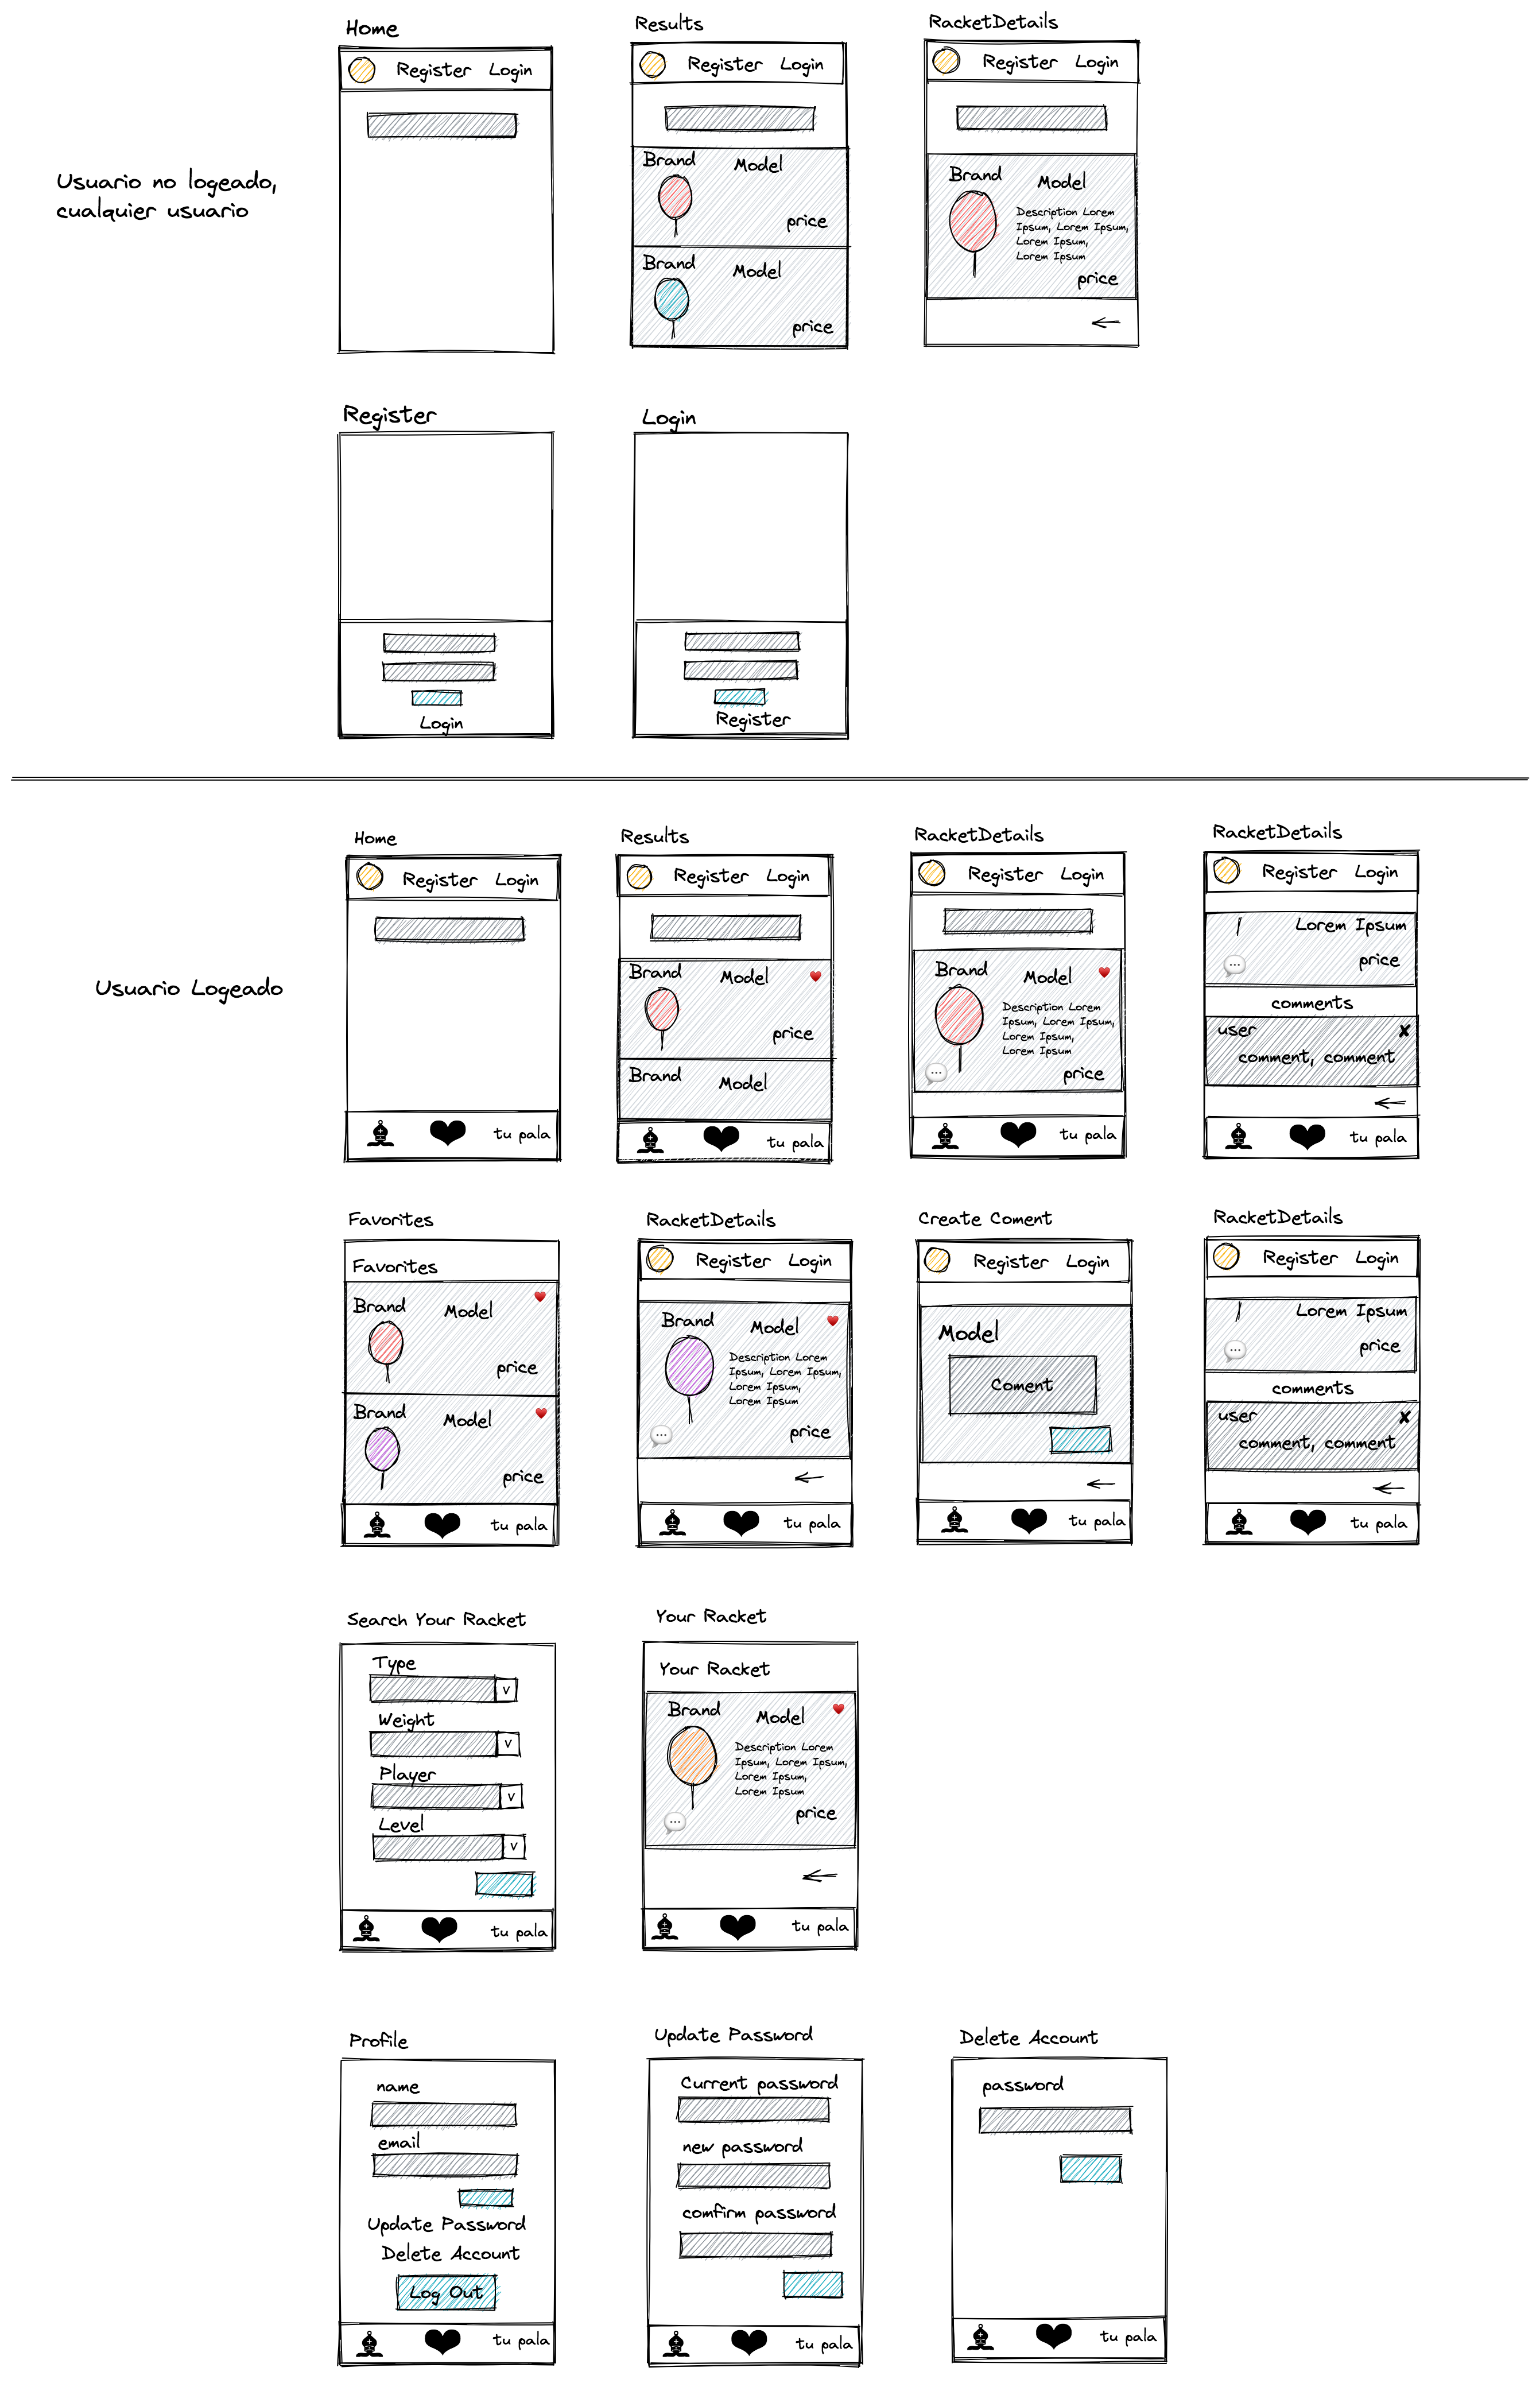 Home
Register Login
Results
Register Login
Brand Model
price
Brand Model
price
RacketDetails
Register Login
Brand Model
Description Lorem
Ipsum, Lorem Ipsum,
Lorem Ipsum,
Lorem Ipsum
price
Usuario no logeado,
cualquier usuario
Register
Login
Login
Register
Usuario Logeado
Home
Register Login
tu pala
Results
Register Login
Brand Model
price
Brand Model
tu pala
RacketDetails
Register Login
Brand Model
Description Lorem
Ipsum, Lorem Ipsum,
Lorem Ipsum,
Lorem Ipsum
price
tu pala
RacketDetails
Register Login
Lorem Ipsum
price
comments
user x
comment, comment
tu pala
Favorites
Favorites
Brand Model
price
Brand Model
price
tu pala
RacketDetails
Register Login
Brand Model
Description Lorem
Ipsum, Lorem Ipsum,
Lorem Ipsum,
Lorem Ipsum
price
tu pala
Create Coment
Register Login
Model
Coment
tu pala
RacketDetails
Register Login
Lorem Ipsum
price
comments
user x
comment, comment
tu pala
Search Your Racket
Type
v
Weight
v
Player
v
Level
v
tu pala
Your Racket
Your Racket
Brand Model
Description Lorem
Ipsum, Lorem Ipsum,
Lorem Ipsum,
Lorem Ipsum
price
tu pala
Profile
name
email
Update Password
Delete Account
Log Out
tu pala
Update Password
Current password
new password
comfirm password
tu pala
Delete Account
password
tu pala